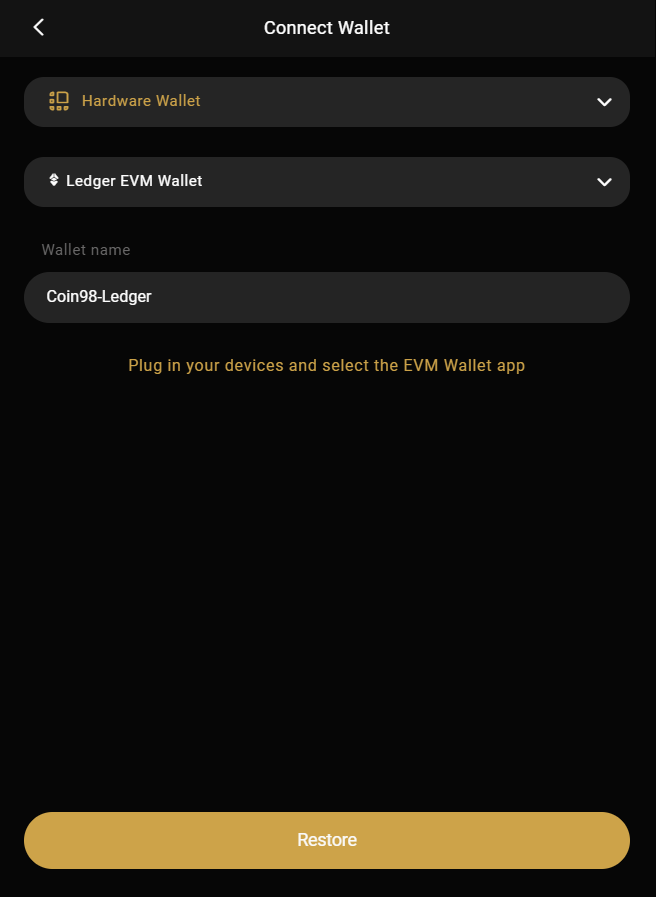 Connect Wallet
Hardware Wallet
Ledger EVM Wallet
Wallet name
Coin98-Ledger
Plug in your devices and select the EVM Wallet app
Restore